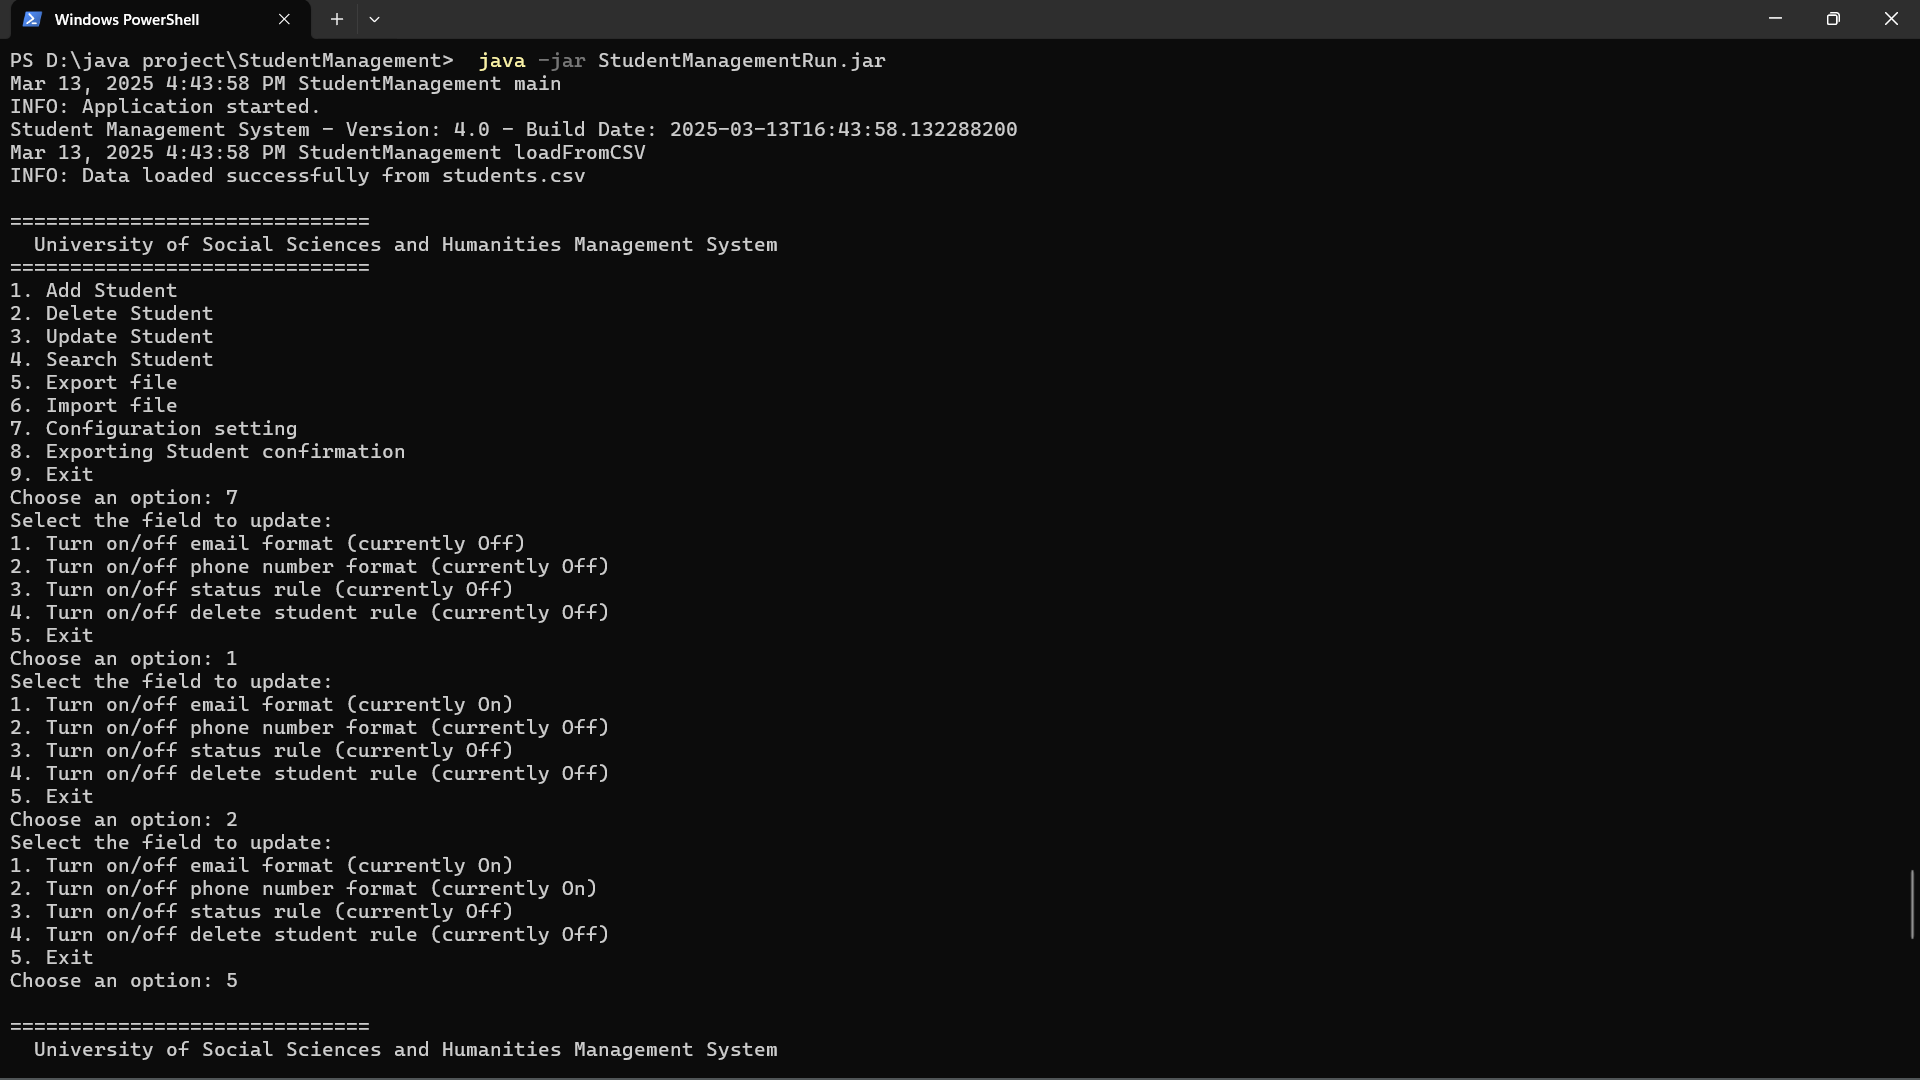 Windows PowerShell
PS D:\java project\StudentManagement>  java -jar StudentManagementRun.jar
Mar 13, 2025 4:43:58 PM StudentManagement main
INFO: Application started.
Student Management System - Version: 4.0 - Build Date: 2025-03-13T16:43:58.132288200
Mar 13, 2025 4:43:58 PM StudentManagement loadFromCSV
INFO: Data loaded successfully from students.csv
==============================
  University of Social Sciences and Humanities Management System
==============================
1. Add Student
2. Delete Student
3. Update Student
4. Search Student
5. Export file
6. Import file
7. Configuration setting
8. Exporting Student confirmation
9. Exit
Choose an option: 7
Select the field to update:
1. Turn on/off email format (currently Off)
2. Turn on/off phone number format (currently Off)
3. Turn on/off status rule (currently Off)
4. Turn on/off delete student rule (currently Off)
5. Exit
Choose an option: 1
Select the field to update:
1. Turn on/off email format (currently On)
2. Turn on/off phone number format (currently Off)
3. Turn on/off status rule (currently Off)
4. Turn on/off delete student rule (currently Off)
5. Exit
Choose an option: 2
Select the field to update:
1. Turn on/off email format (currently On)
2. Turn on/off phone number format (currently On)
3. Turn on/off status rule (currently Off)
4. Turn on/off delete student rule (currently Off)
5. Exit
Choose an option: 5
==============================
  University of Social Sciences and Humanities Management System